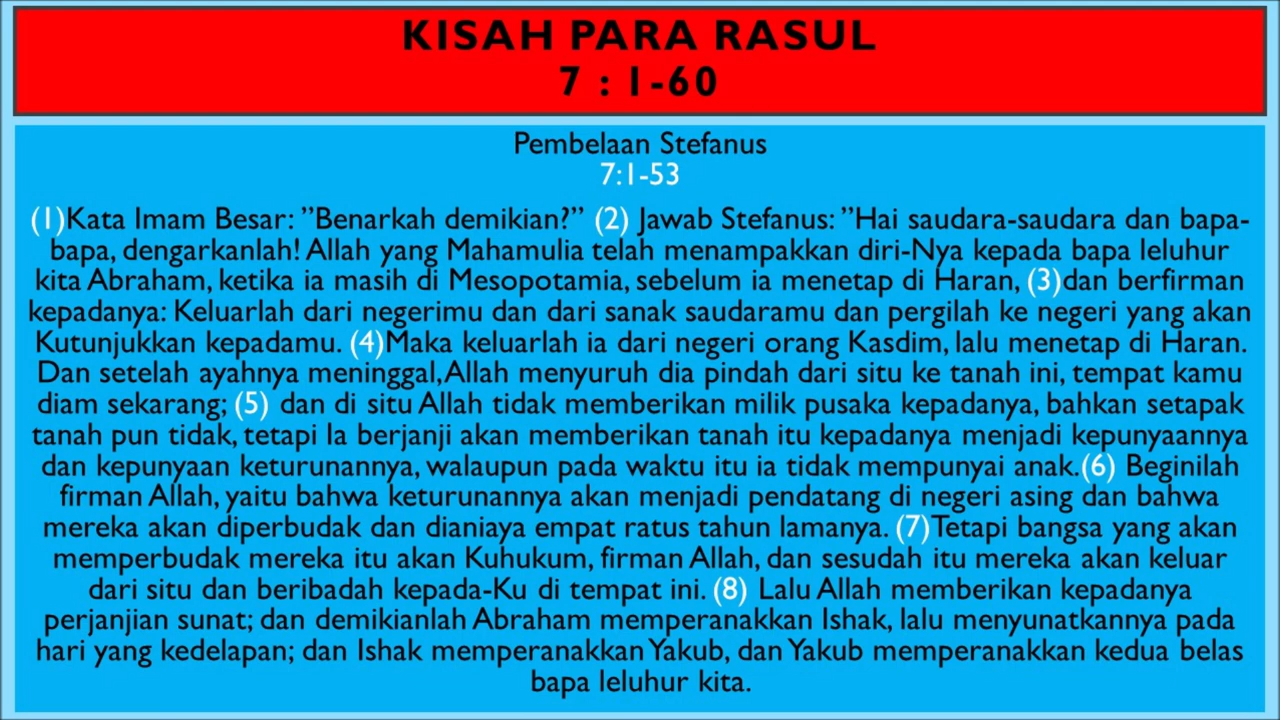 KISAH PARA RASUL
7 : 1-60
Pembelaan Stefanus
7:1-53
(1)Kata Imam Besar: ”Benarkah demikian?” (2) Jawab Stefanus: ”Hai saudara-saudara dan bapa-
bapa, dengarkanlah! Allah yang Mahamulia telah menampakkan diri-Nya kepada bapa leluhur
kita Abraham, ketika ia masih di Mesopotamia, sebelum ia menetap di Haran, (3)dan berfirman
kepadanya: Keluarlah dari negerimu dan dari sanak saudaramu dan pergilah ke negeri yang akan
Kutunjukkan kepadamu. (4)Maka keluarlah ia dari negeri orang Kasdim, lalu menetap di Haran.
Dan setelah ayahnya meninggal, Allah menyuruh dia pindah dari situ ke tanah ini, tempat kamu
diam sekarang; (5) dan di situ Allah tidak memberikan milik pusaka kepadanya, bahkan setapak
tanah pun tidak, tetapi Ia berjanji akan memberikan tanah itu kepadanya menjadi kepunyaannya
dan kepunyaan keturunannya, walaupun pada waktu itu ia tidak mempunyai anak.(6) Beginilah
firman Allah, yaitu bahwa keturunannya akan menjadi pendatang di negeri asing dan bahwa
mereka akan diperbudak dan dianiaya empat ratus tahun lamanya. (7)Tetapi bangsa yang akan
memperbudak mereka itu akan Kuhukum, firman Allah, dan sesudah itu mereka akan keluar
dari situ dan beribadah kepada-Ku di tempat ini. (8) Lalu Allah memberikan kepadanya
perjanjian sunat; dan demikianlah Abraham memperanakkan Ishak, lalu menyunatkannya pada
hari yang kedelapan; dan Ishak memperanakkan Yakub, dan Yakub memperanakkan kedua belas
bapa leluhur kita.